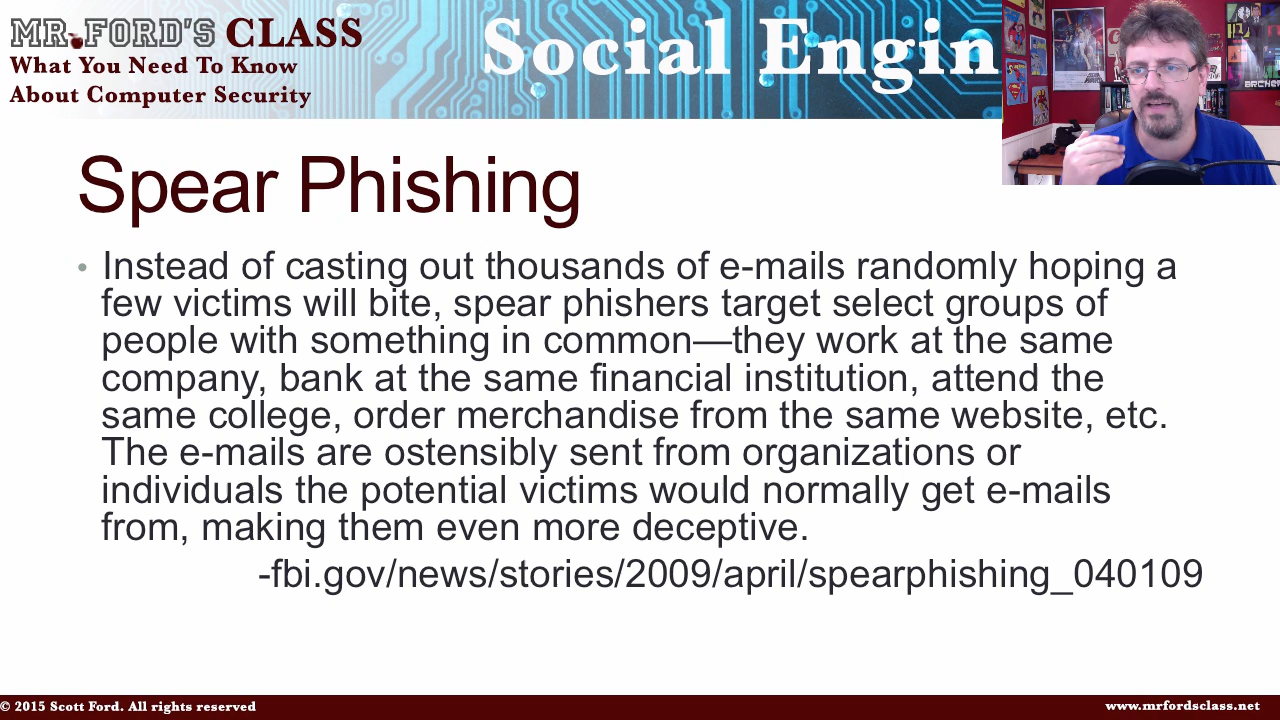 MR. FORD'S CLASS
What You Need To Know
About Computer Security
Social Engin
ARCHER
Spear Phishing
• Instead of casting out thousands of e-mails randomly hoping a
few victims will bite, spear phishers target select groups of
people with something in common—they work at the same
company, bank at the same financial institution, attend the
same college, order merchandise from the same website, etc.
The e-mails are ostensibly sent from organizations or
individuals the potential victims would normally get e-mails
from, making them even more deceptive.
-fbi.gov/news/stories/2009/april/spearphishing_040109
© 2015 Scott Ford. All rights reserved
www.mrfordsclass.net